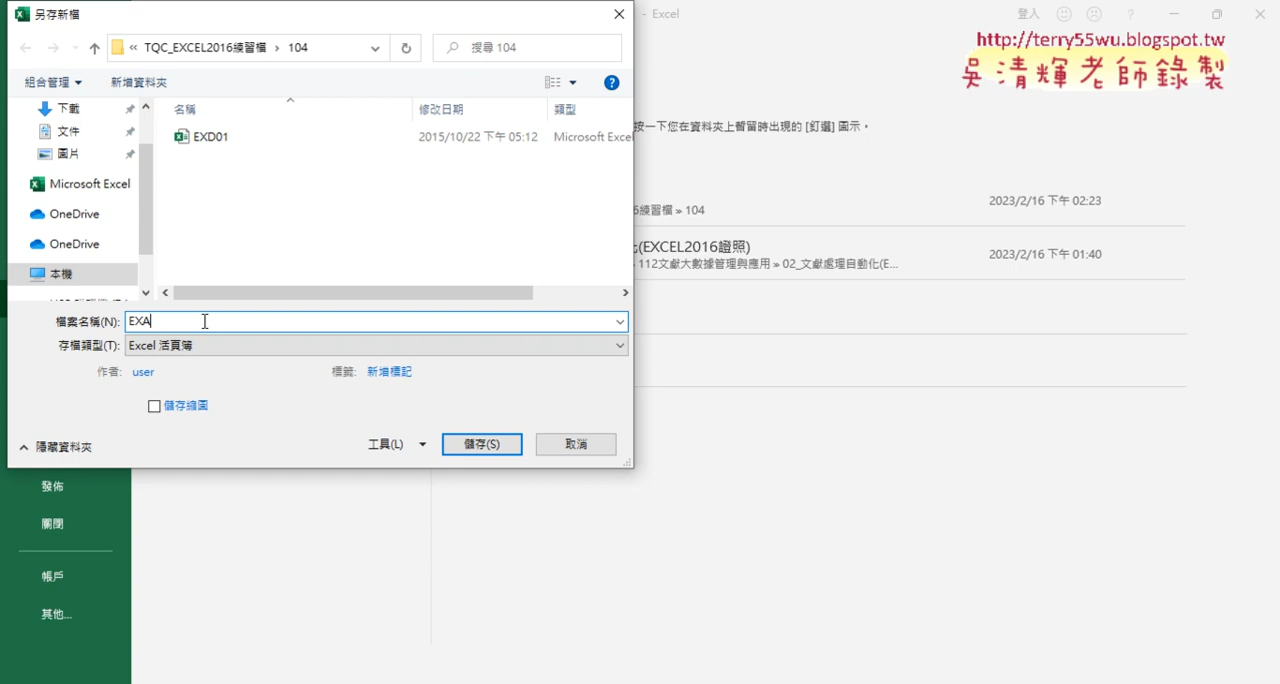 另存新檔
- Excel
登入
http://terry55wu.blogspot.tw
吳清輝老師錄製
« TQC_EXCEL2016練習檔 › 104
搜尋 104
組合管理
新增資料夾
下載
文件
圖片
Microsoft Excel
OneDrive
OneDrive
本機
名稱
修改日期
類型
EXD01
2015/10/22 下午 05:12
Microsoft Excel
按一下您在資料夾上暫留時出現的 [釘選] 圖示。
6練習檔 » 104
2023/2/16 下午 02:23
化(EXCEL2016證照)
112文獻大數據管理與應用 » 02_文獻處理自動化(E...
2023/2/16 下午 01:40
檔案名稱(N):
EXA
存檔類型(T):
Excel 活頁簿
作者:
user
標籤:
新增標記
儲存縮圖
隱藏資料夾
工具(L)
儲存(S)
取消
發佈
關閉
帳戶
其他...